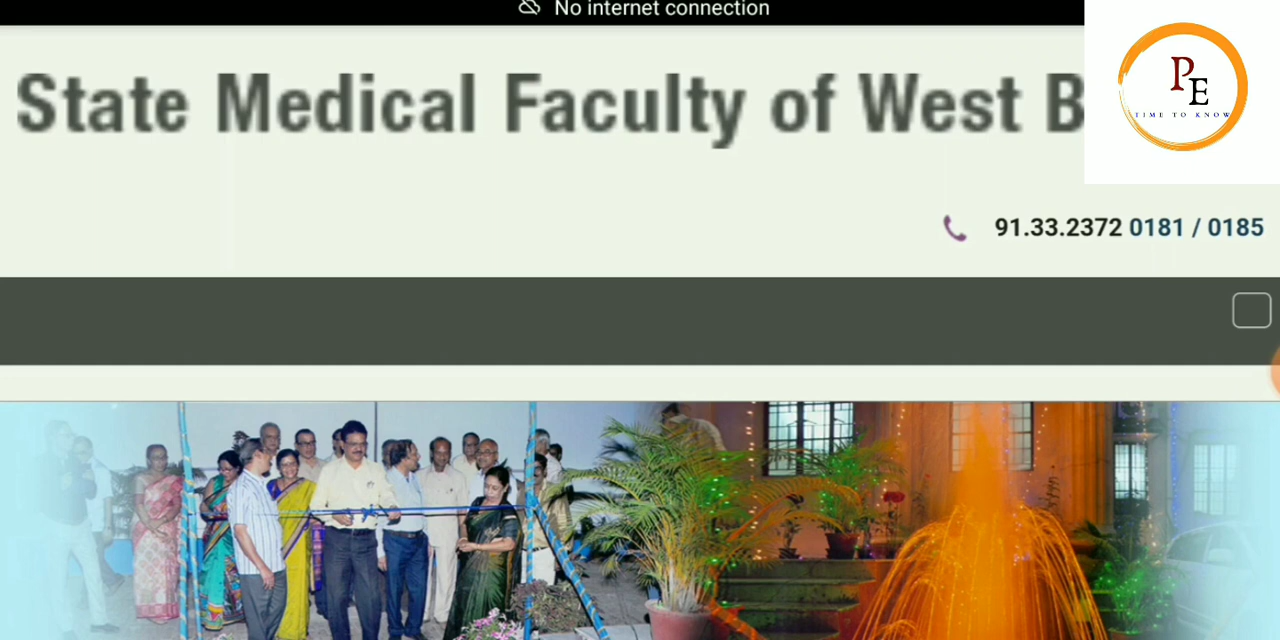 No internet connection
State Medical Faculty of West B
PE
TIME TO KNOW
91.33.2372 0181 / 0185